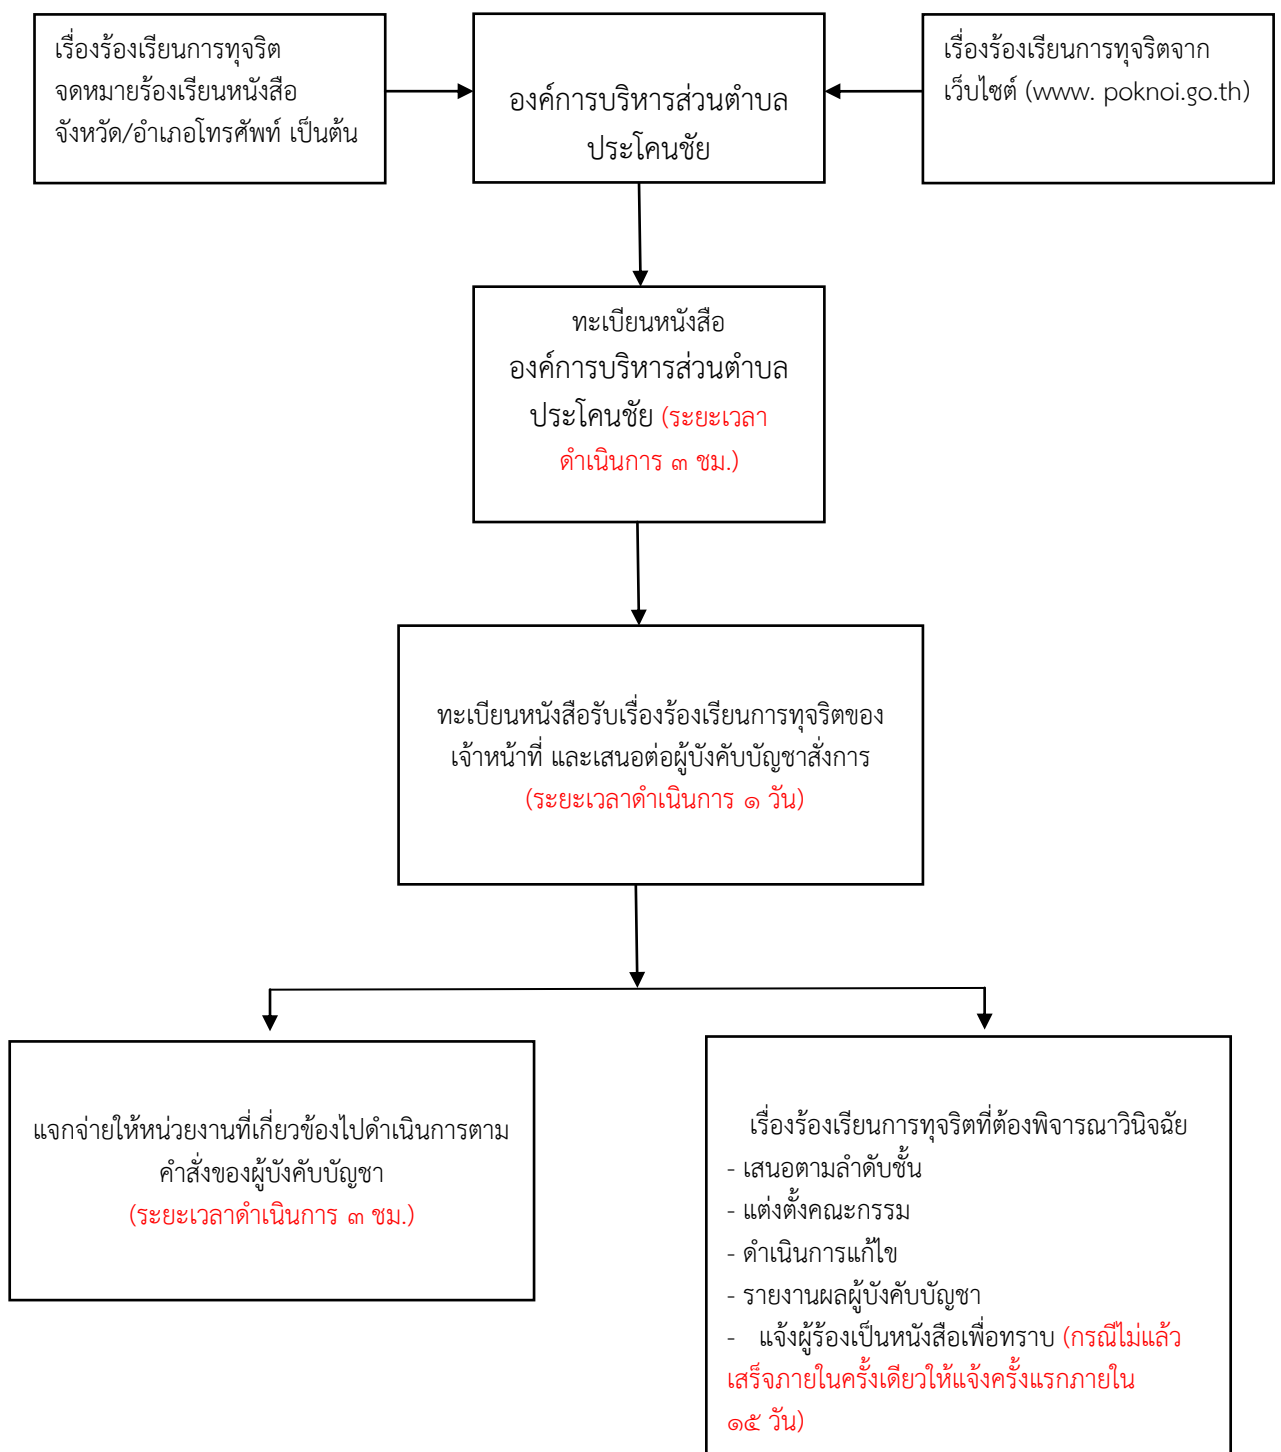 เรื่องร้องเรียนการทุจริต
จดหมายร้องเรียนหนังสือ
จังหวัด/อำเภอโทรศัพท์ เป็นต้น
องค์การบริหารส่วนตำบล
ประโคนชัย
เรื่องร้องเรียนการทุจริตจาก
เว็บไซต์ (www. poknoi.go.th)
ทะเบียนหนังสือ
องค์การบริหารส่วนตำบล
ประโคนชัย (ระยะเวลา
ดำเนินการ ๓ ชม.)
ทะเบียนหนังสือรับเรื่องร้องเรียนการทุจริตของ
เจ้าหน้าที่ และเสนอต่อผู้บังคับบัญชาสั่งการ
(ระยะเวลาดำเนินการ ๑ วัน)
แจกจ่ายให้หน่วยงานที่เกี่ยวข้องไปดำเนินการตาม
คำสั่งของผู้บังคับบัญชา
(ระยะเวลาดำเนินการ ๓ ชม.)
เรื่องร้องเรียนการทุจริตที่ต้องพิจารณาวินิจฉัย
- เสนอตามลำดับชั้น
- แต่งตั้งคณะกรรม
- ดำเนินการแก้ไข
- รายงานผลผู้บังคับบัญชา
- แจ้งผู้ร้องเป็นหนังสือเพื่อทราบ (กรณีไม่แล้ว
เสร็จภายในครั้งเดียวให้แจ้งครั้งแรกภายใน
๑๕ วัน)